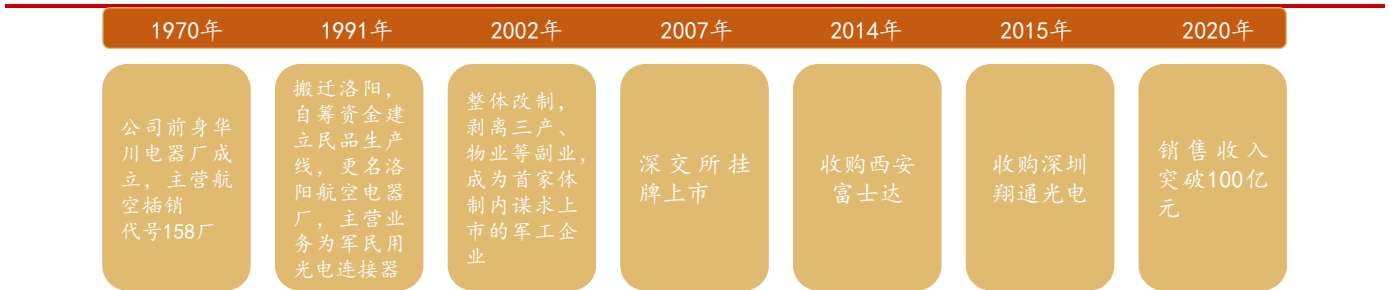 1970年
1991年
2002年
2007年
2014年
2015年
2020年
公司前身华
川电器厂成
立，主营航
空插销
代号158厂
搬迁洛阳，
自筹资金建
立民品生产
线，更名洛
阳航空电器
厂，主营业
务为军民用
光电连接器
整体改制，
剥离三产、
物业等副业，
成为首家体
制内谋求上
市的军工企
业
深交所挂
牌上市
收购西安
富士达
收购深圳
翔通光电
销售收入
突破100亿
元